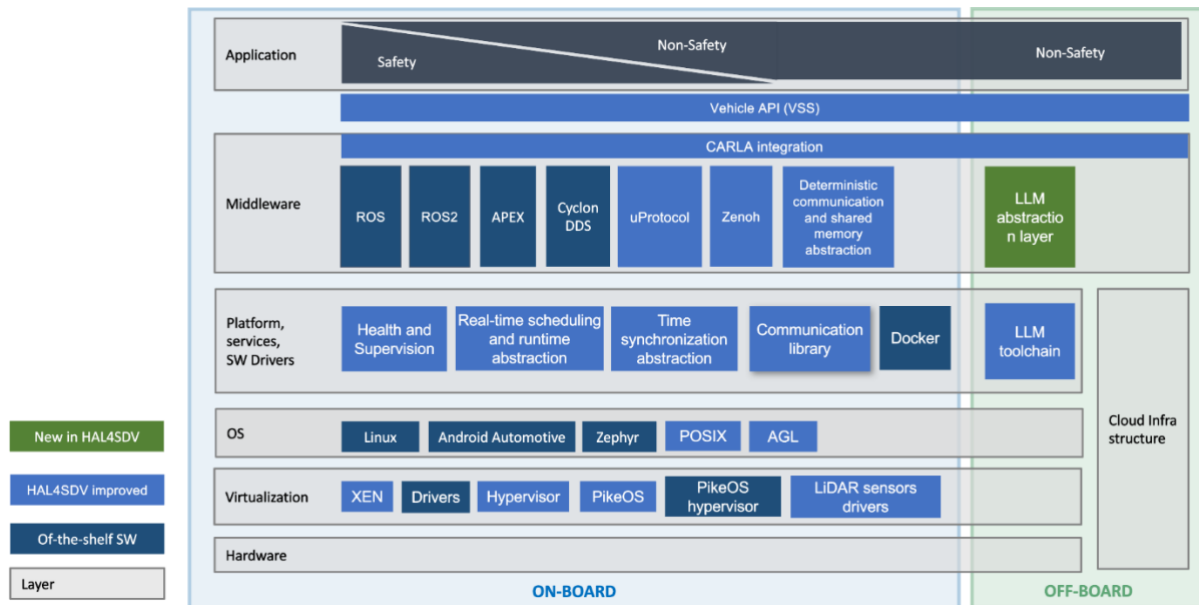 Application
Safety
Non-Safety
Non-Safety
Vehicle API (VSS)
CARLA integration
Middleware
ROS
ROS2
APEX
Cyclon
DDS
uProtocol
Zenoh
Deterministic
communication
and shared
memory
abstraction
LLM
abstractio
n layer
Platform,
services,
SW Drivers
Health and
Supervision
Real-time scheduling
and runtime
abstraction
Time
synchronization
abstraction
Communication
library
Docker
LLM
toolchain
Cloud Infra
structure
New in HAL4SDV
OS
Linux
Android Automotive
Zephyr
POSIX
AGL
HAL4SDV improved
Virtualization
XEN
Drivers
Hypervisor
PikeOS
PikeOS
hypervisor
LiDAR sensors
drivers
Of-the-shelf SW
Hardware
Layer
ON-BOARD
OFF-BOARD